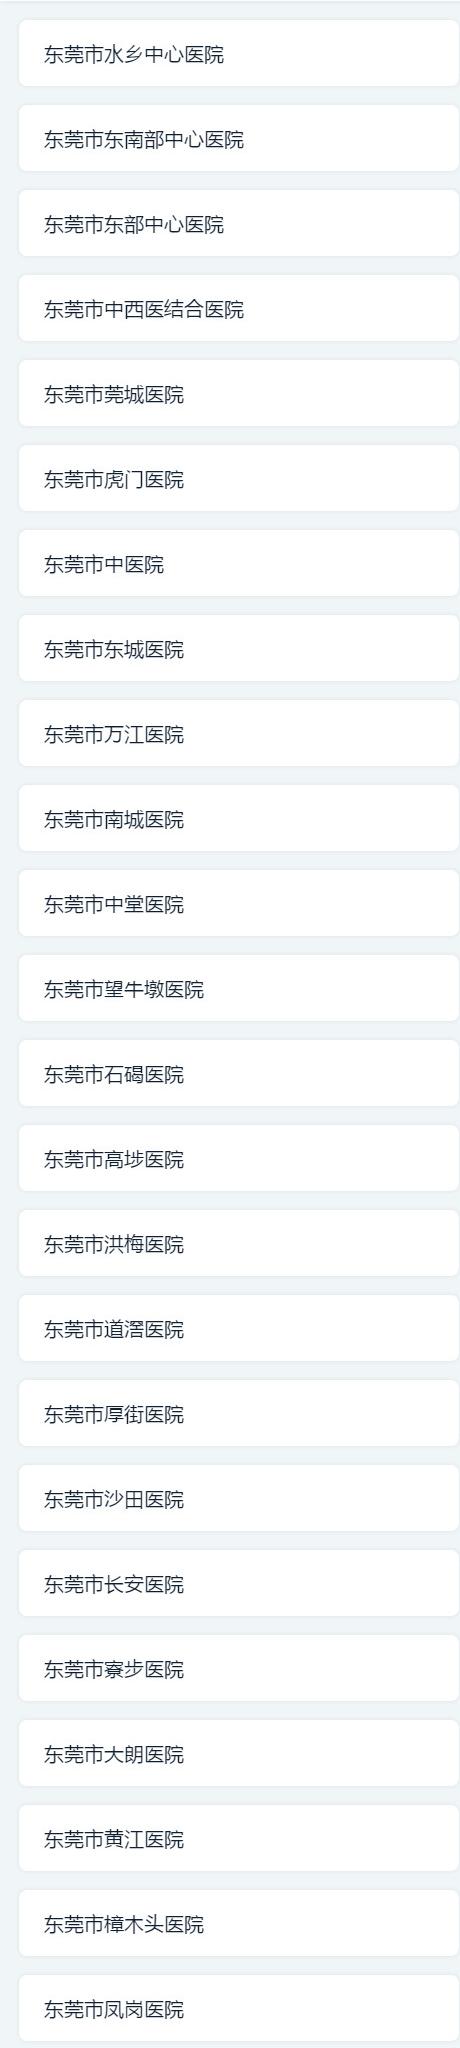 东莞市水乡中心医院
东莞市东南部中心医院
东莞市东部中心医院
东莞市中西医结合医院
东莞市莞城医院
东莞市虎门医院
东莞市中医院
东莞市东城医院
东莞市万江医院
东莞市南城医院
东莞市中堂医院
东莞市望牛墩医院
东莞市石碣医院
东莞市高埗医院
东莞市洪梅医院
东莞市道滘医院
东莞市厚街医院
东莞市沙田医院
东莞市长安医院
东莞市寮步医院
东莞市大朗医院
东莞市黄江医院
东莞市樟木头医院
东莞市凤岗医院